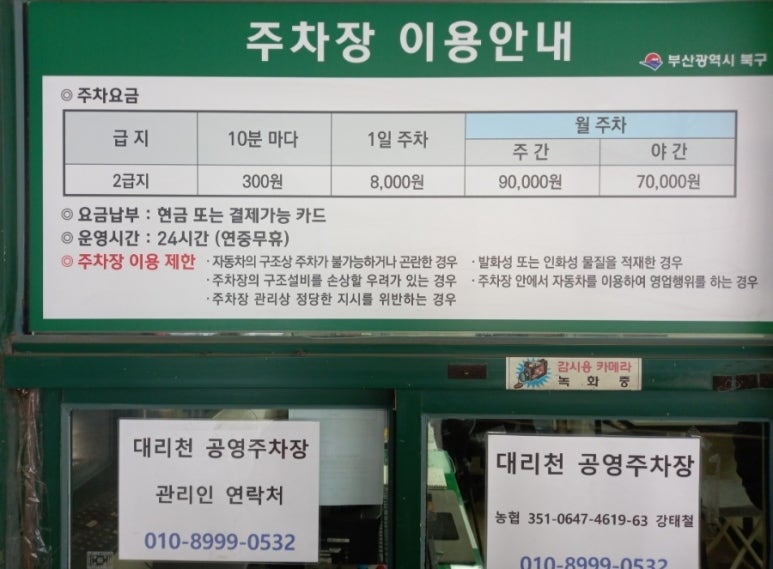 주차장 이용안내
부산광역시 북구
◎ 주차요금
급 지 10분 마다 1일 주차 월 주차
주 간 야 간
2급지 300원 8,000원 90,000원 70,000원
◎ 요금납부 : 현금 또는 결제가능 카드
◎ 운영시간 : 24시간 (연중무휴)
◎ 주차장 이용 제한 · 자동차의 구조상 주차가 불가능하거나 곤란한 경우 · 발화성 또는 인화성 물질을 적재한 경우
· 주차장의 구조설비를 손상할 우려가 있는 경우 · 주차장 안에서 자동차를 이용하여 영업행위를 하는 경우
· 주차장 관리상 정당한 지시를 위반하는 경우
감시용 카메라
녹화중
대리천 공영주차장
관리인 연락처
010-8999-0532
대리천 공영주차장
농협 351-0647-4619-63 강태철
010-8999-0532